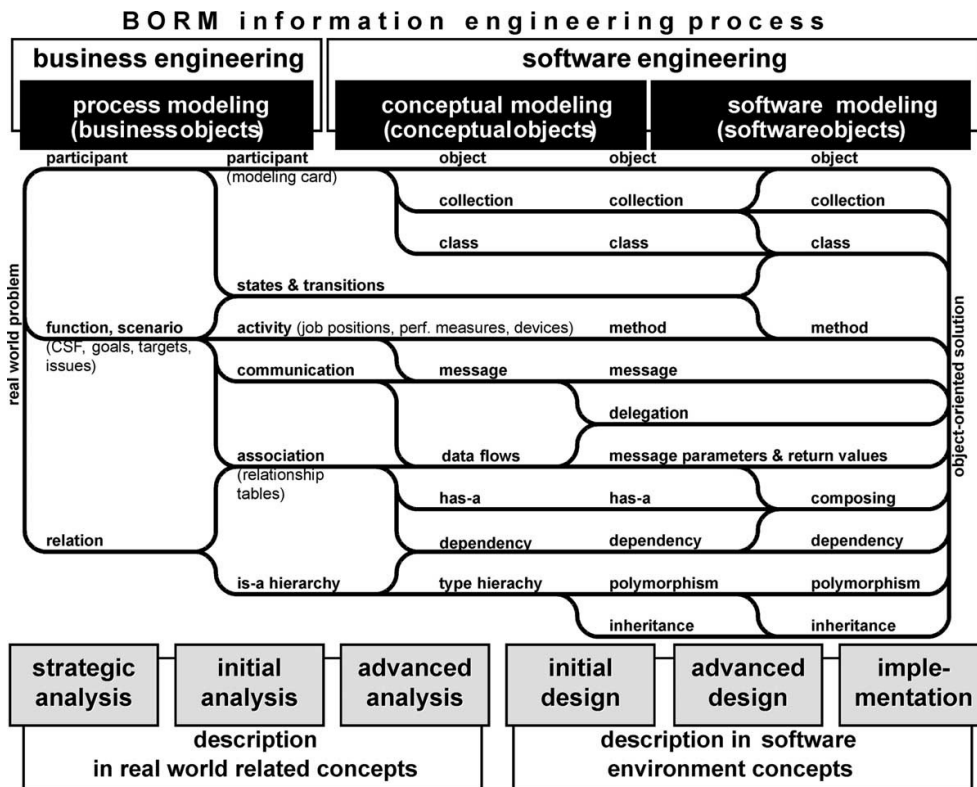 BORM information engineering process
business engineering
software engineering
process modeling
(business objects)
conceptual modeling
(conceptual objects)
software modeling
(software objects)
participant
participant
(modeling card)
object
object
object
collection
collection
collection
class
class
class
states & transitions
function, scenario
(CSF, goals, targets,
issues)
activity (job positions, perf. measures, devices)
method
method
communication
message
message
delegation
association
(relationship
tables)
data flows
message parameters & return values
has-a
has-a
composing
relation
dependency
dependency
dependency
is-a hierarchy
type hierachy
polymorphism
polymorphism
inheritance
inheritance
real world problem
object-oriented solution
strategic
analysis
initial
analysis
advanced
analysis
initial
design
advanced
design
imple-
mentation
description
in real world related concepts
description in software
environment concepts